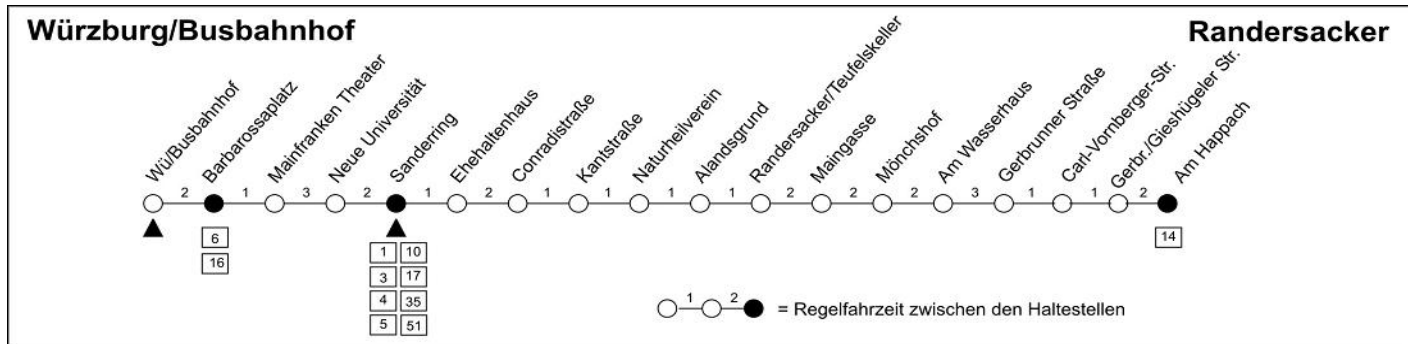 Würzburg/Busbahnhof
Randersacker
Wü/Busbahnhof
Barbarossaplatz
Mainfranken Theater
Neue Universität
Sanderring
Ehehaltenhaus
Conradistraße
Kantstraße
Naturheilverein
Alandsgrund
Randersacker/Teufelskeller
Maingasse
Mönchshof
Am Wasserhaus
Gerbrunner Straße
Carl-Vornberger-Str.
Gerbr./Gieshügeler Str.
Am Happach
2 1 3 2 1 2 1 1 1 1 2 2 2 3 1 1 2
6
16
1 10
3 17
4 35
5 51
14
1 2 = Regelfahrzeit zwischen den Haltestellen